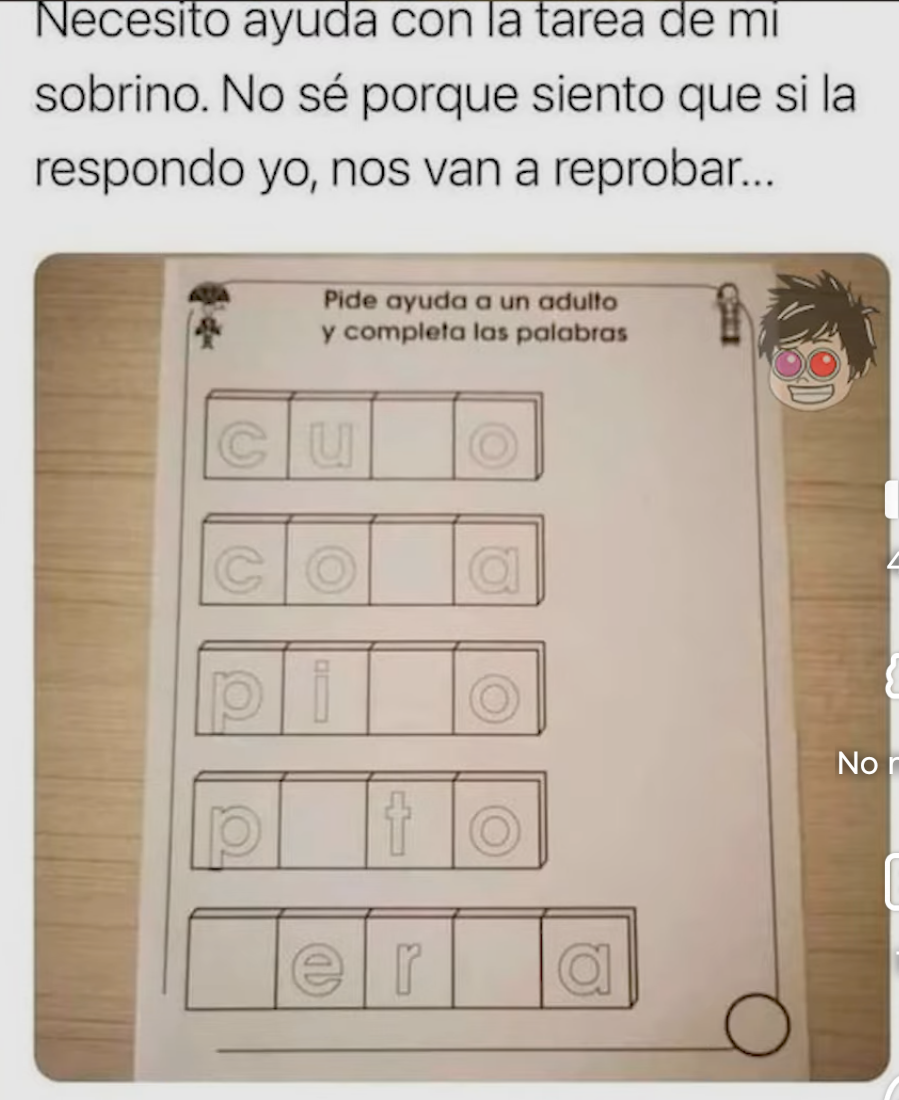 Necesito ayuda con la tarea de mi
sobrino. No sé porque siento que si la
respondo yo, nos van a reprobar...
Pide ayuda a un adulto
y completa las palabras
c u o
c o a
p i o
p t o
e r a
No